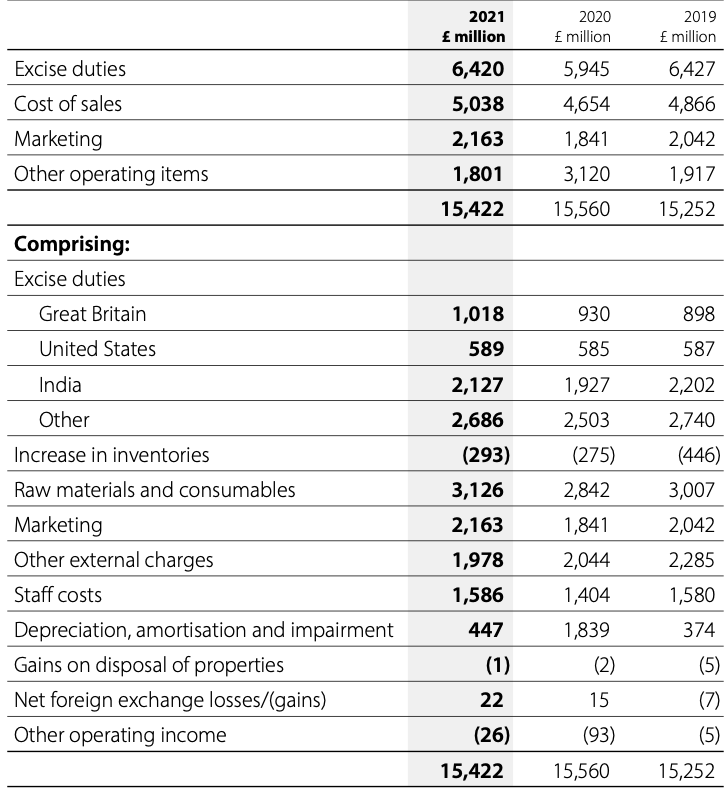 2021 2020 2019
£ million £ million £ million
Excise duties 6,420 5,945 6,427
Cost of sales 5,038 4,654 4,866
Marketing 2,163 1,841 2,042
Other operating items 1,801 3,120 1,917
15,422 15,560 15,252
Comprising:
Excise duties
Great Britain 1,018 930 898
United States 589 585 587
India 2,127 1,927 2,202
Other 2,686 2,503 2,740
Increase in inventories (293) (275) (446)
Raw materials and consumables 3,126 2,842 3,007
Marketing 2,163 1,841 2,042
Other external charges 1,978 2,044 2,285
Staff costs 1,586 1,404 1,580
Depreciation, amortisation and impairment 447 1,839 374
Gains on disposal of properties (1) (2) (5)
Net foreign exchange losses/(gains) 22 15 (7)
Other operating income (26) (93) (5)
15,422 15,560 15,252